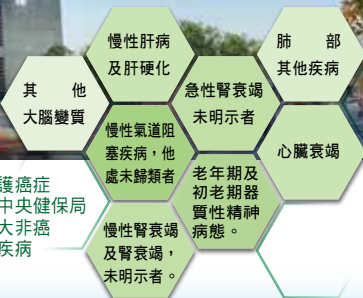 慢性肝病
及肝硬化
肺部
其他疾病
其他
大腦變質
急性腎衰竭
未明示者
慢性氣道阻
塞疾病，他
處未歸類者
心臟衰竭
老年期及
初老期器
質性精神
病態。
護癌症
中央健保局
大非癌
疾病
慢性腎衰竭
及腎衰竭，
未明示者。